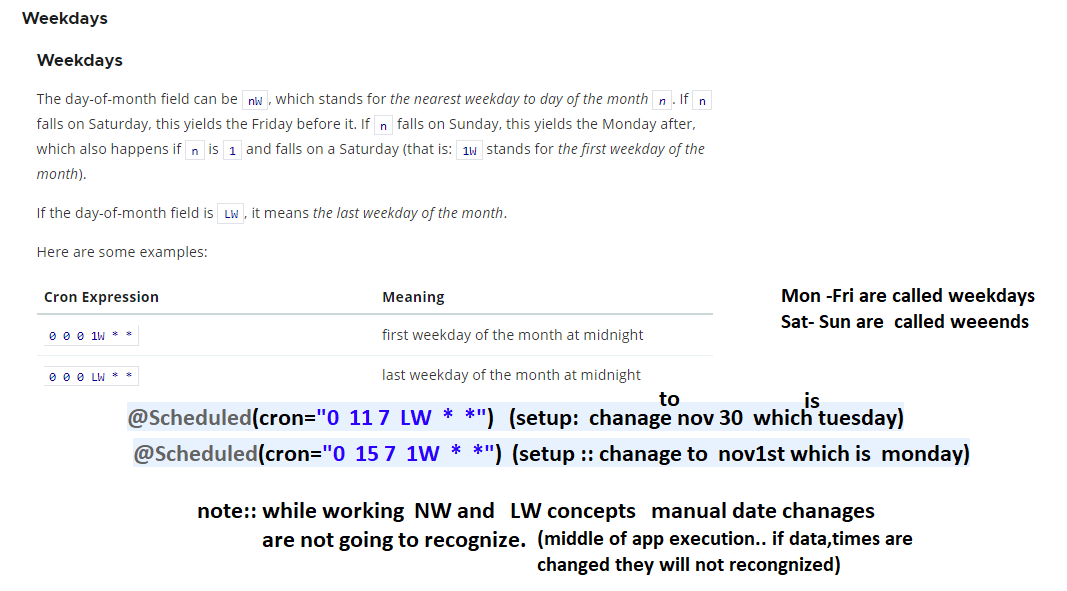 Weekdays
Weekdays
The day-of-month field can be nW, which stands for the nearest weekday to day of the month n. If n
falls on Saturday, this yields the Friday before it. If n falls on Sunday, this yields the Monday after,
which also happens if n is 1 and falls on a Saturday (that is: 1W stands for the first weekday of the
month).
If the day-of-month field is LW, it means the last weekday of the month.
Here are some examples:
Cron Expression Meaning
Mon -Fri are called weekdays
Sat- Sun are called weeends
0 0 0 1W * * first weekday of the month at midnight
0 0 0 LW * * last weekday of the month at midnight
to is
@Scheduled(cron="0 11 7 LW * *") (setup: chanage nov 30 which tuesday)
@Scheduled(cron="0 15 7 1W * *") (setup :: chanage to nov1st which is monday)
note:: while working NW and LW concepts manual date chanages
are not going to recognize. (middle of app execution.. if data,times are
changed they will not recongnized)